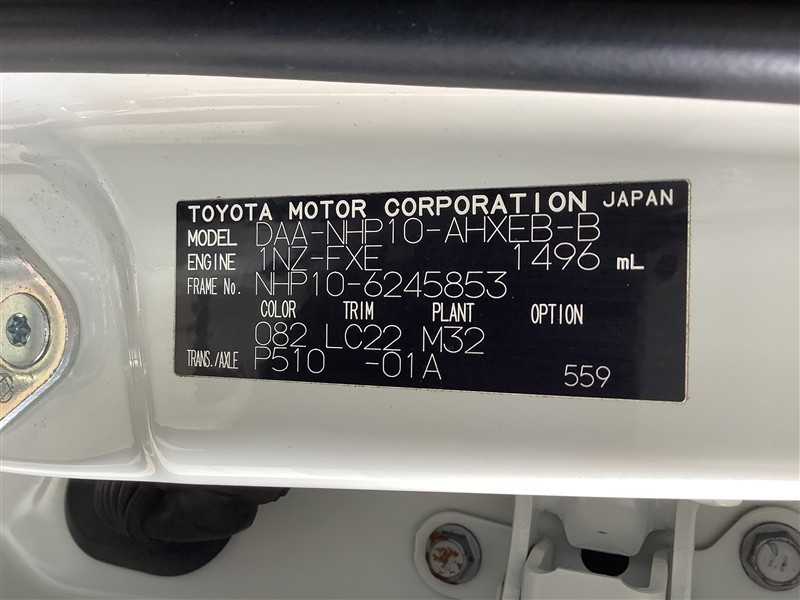 TOYOTA MOTOR CORPORATION JAPAN
MODEL DAA-NHP10-AHXEB-B
ENGINE 1NZ-FXE 1496 mL
FRAME No. NHP10-6245853
COLOR TRIM PLANT OPTION
082 LC22 M32
TRANS./AXLE P510 -01A 559